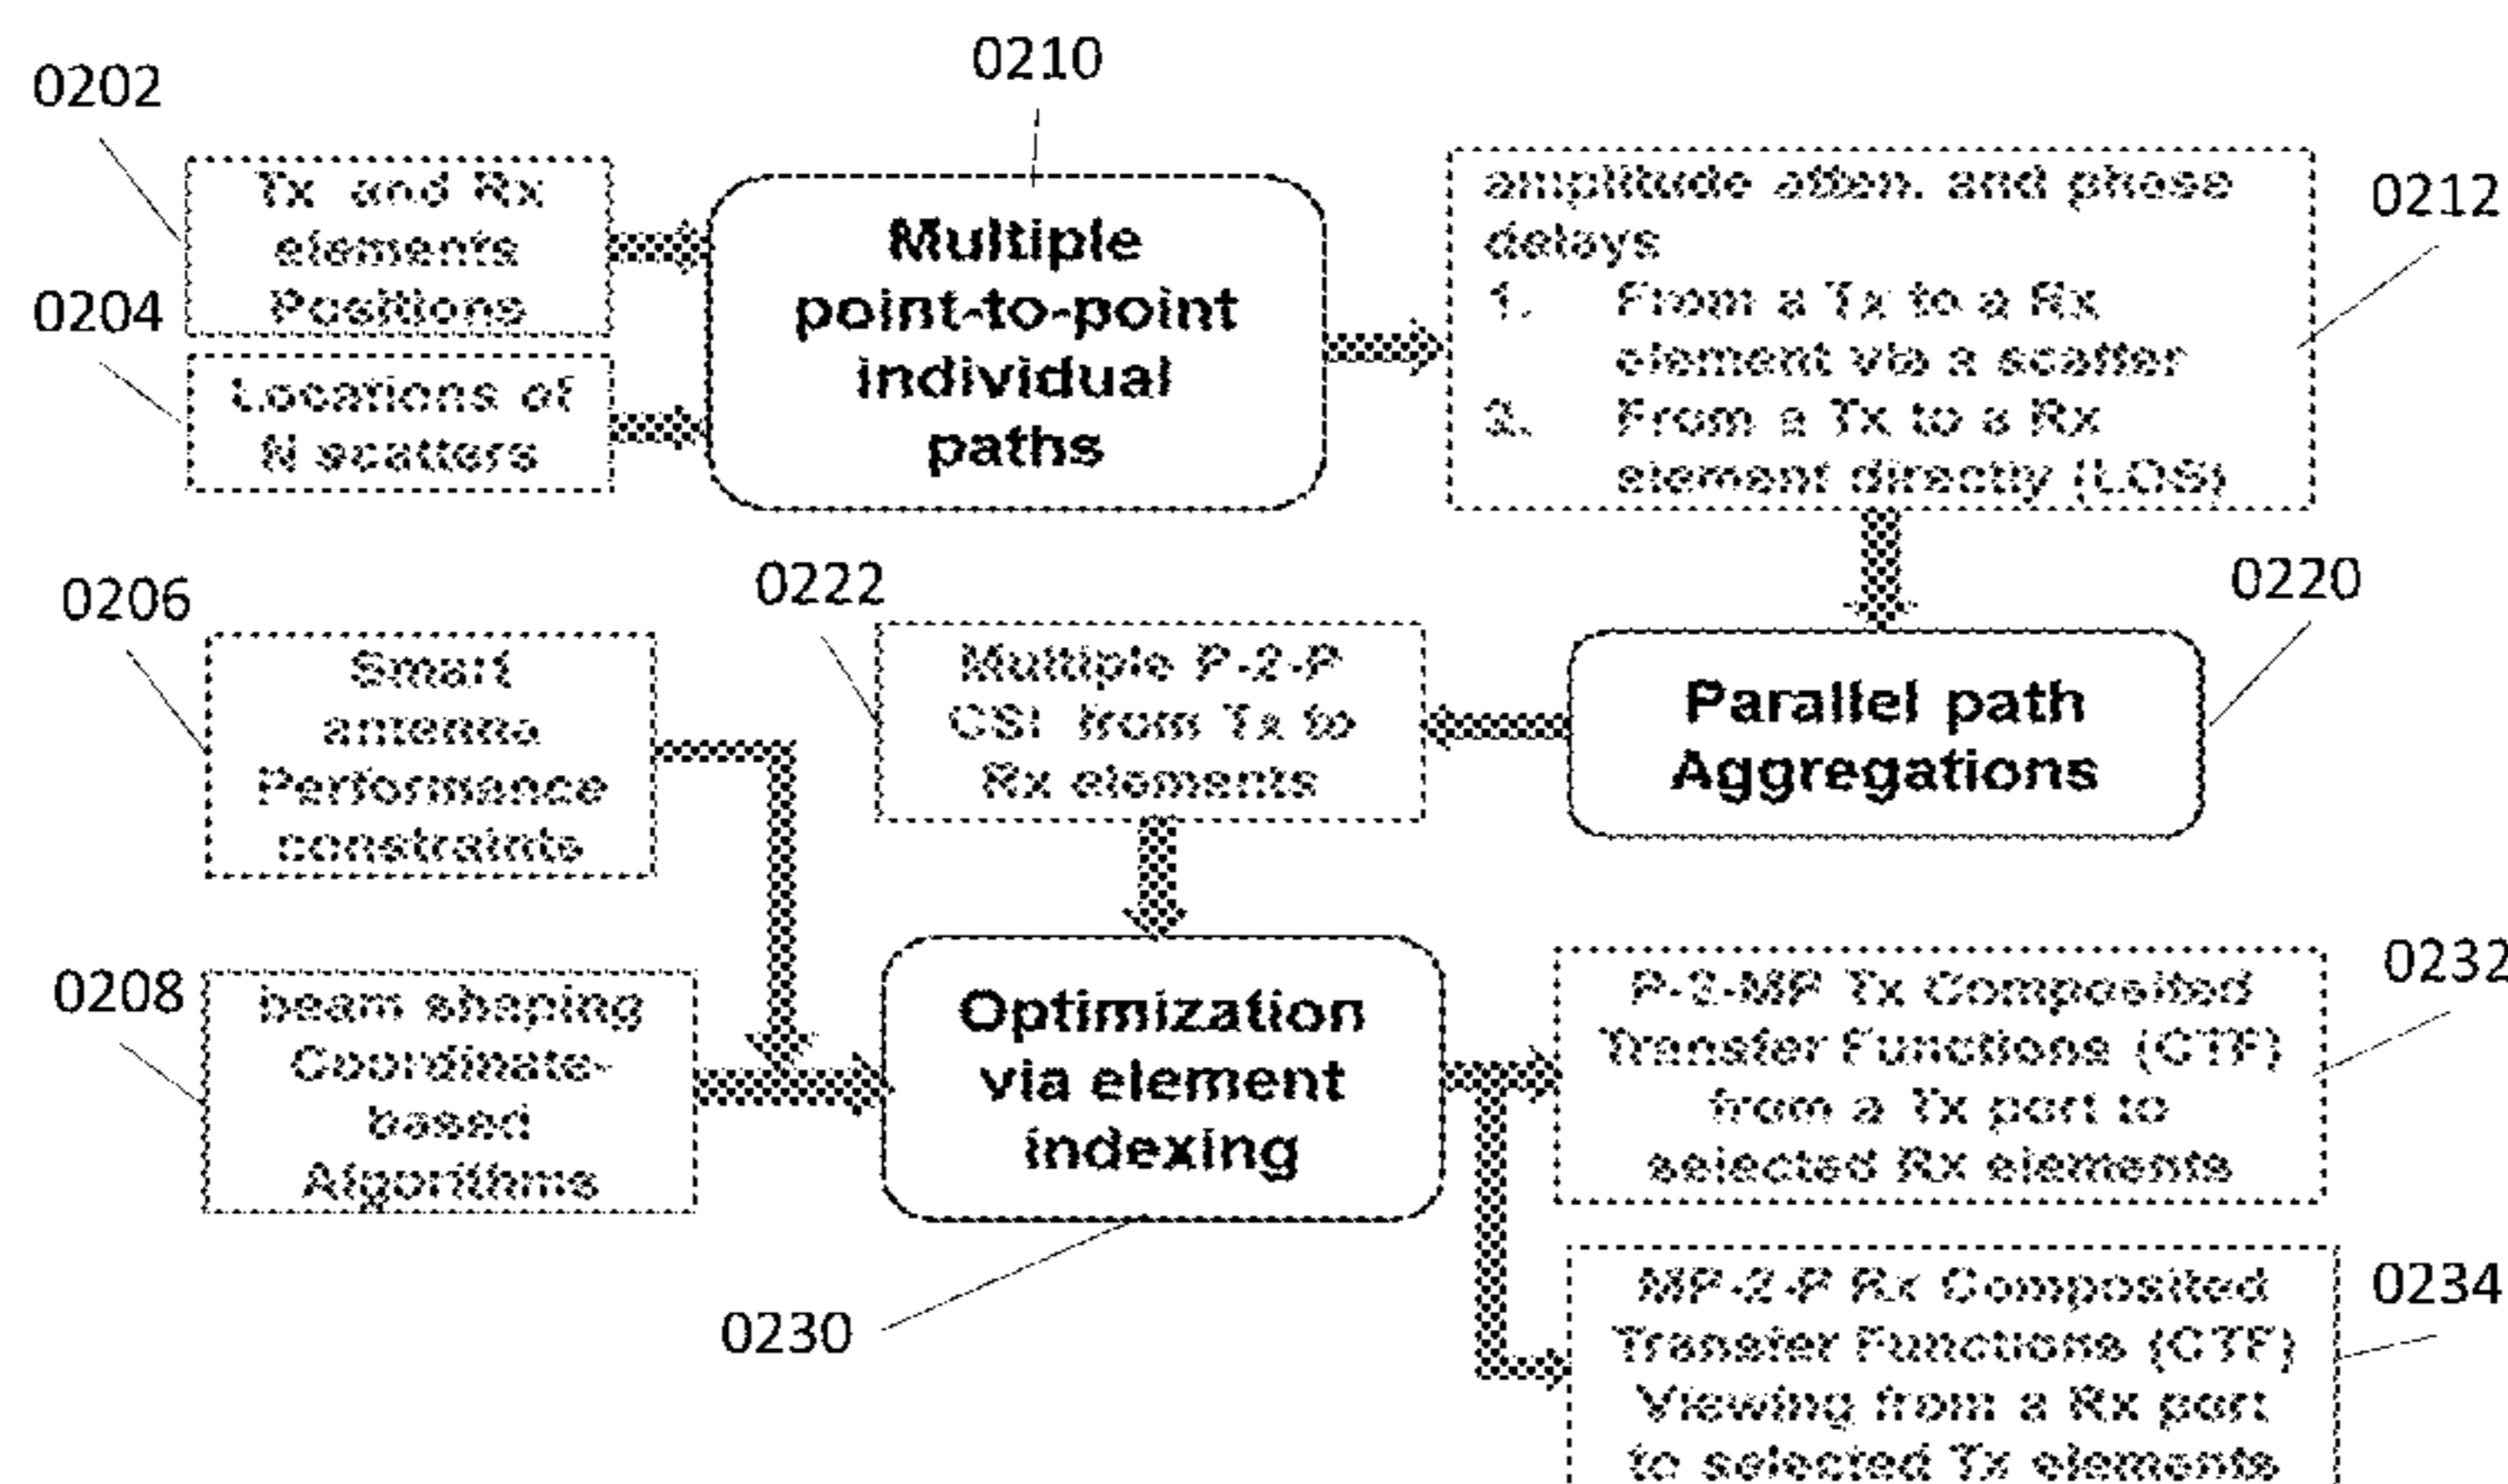 0202
0210
Tx and Rx
elements
Positions
0204
Locations of
N scatters
Multiple
point-to-point
individual
paths
amplitude atten. and phase
delays
1. From a Tx to a Rx
element via a scatter
2. From a Tx to a Rx
element directly (LOS)
0212
0206
Smart
antenna
Performance
constraints
0222
Multiple P-2-P
CSI from Tx to
Rx elements
0220
Parallel path
Aggregations
0208
beam shaping
Coordinate-
based
Algorithms
Optimization
via element
indexing
0230
P-2-MP Tx Composited
Transfer Functions (CTF)
from a Tx port to
selected Rx elements
0232
MP-2-P Rx Composited
Transfer Functions (CTF)
Viewing from a Rx port
to selected Tx elements
0234